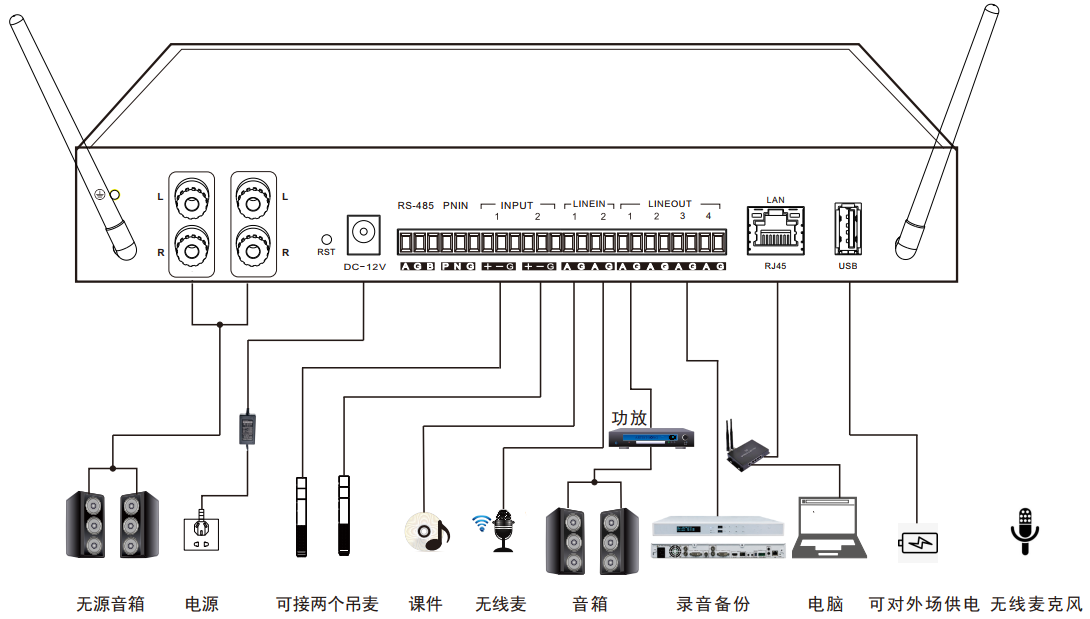 RS-485 PNIN INPUT LINEIN LINEOUT LAN
1 2 1 2 1 2 3 4
L L
R R
RST
DC-12V
A G B P N G + - G + - G A G A G A G A G A G A G
RJ45
USB
功放
无源音箱 电源 可接两个吊麦 课件 无线麦 音箱 录音备份 电脑 可对外场供电 无线麦克风